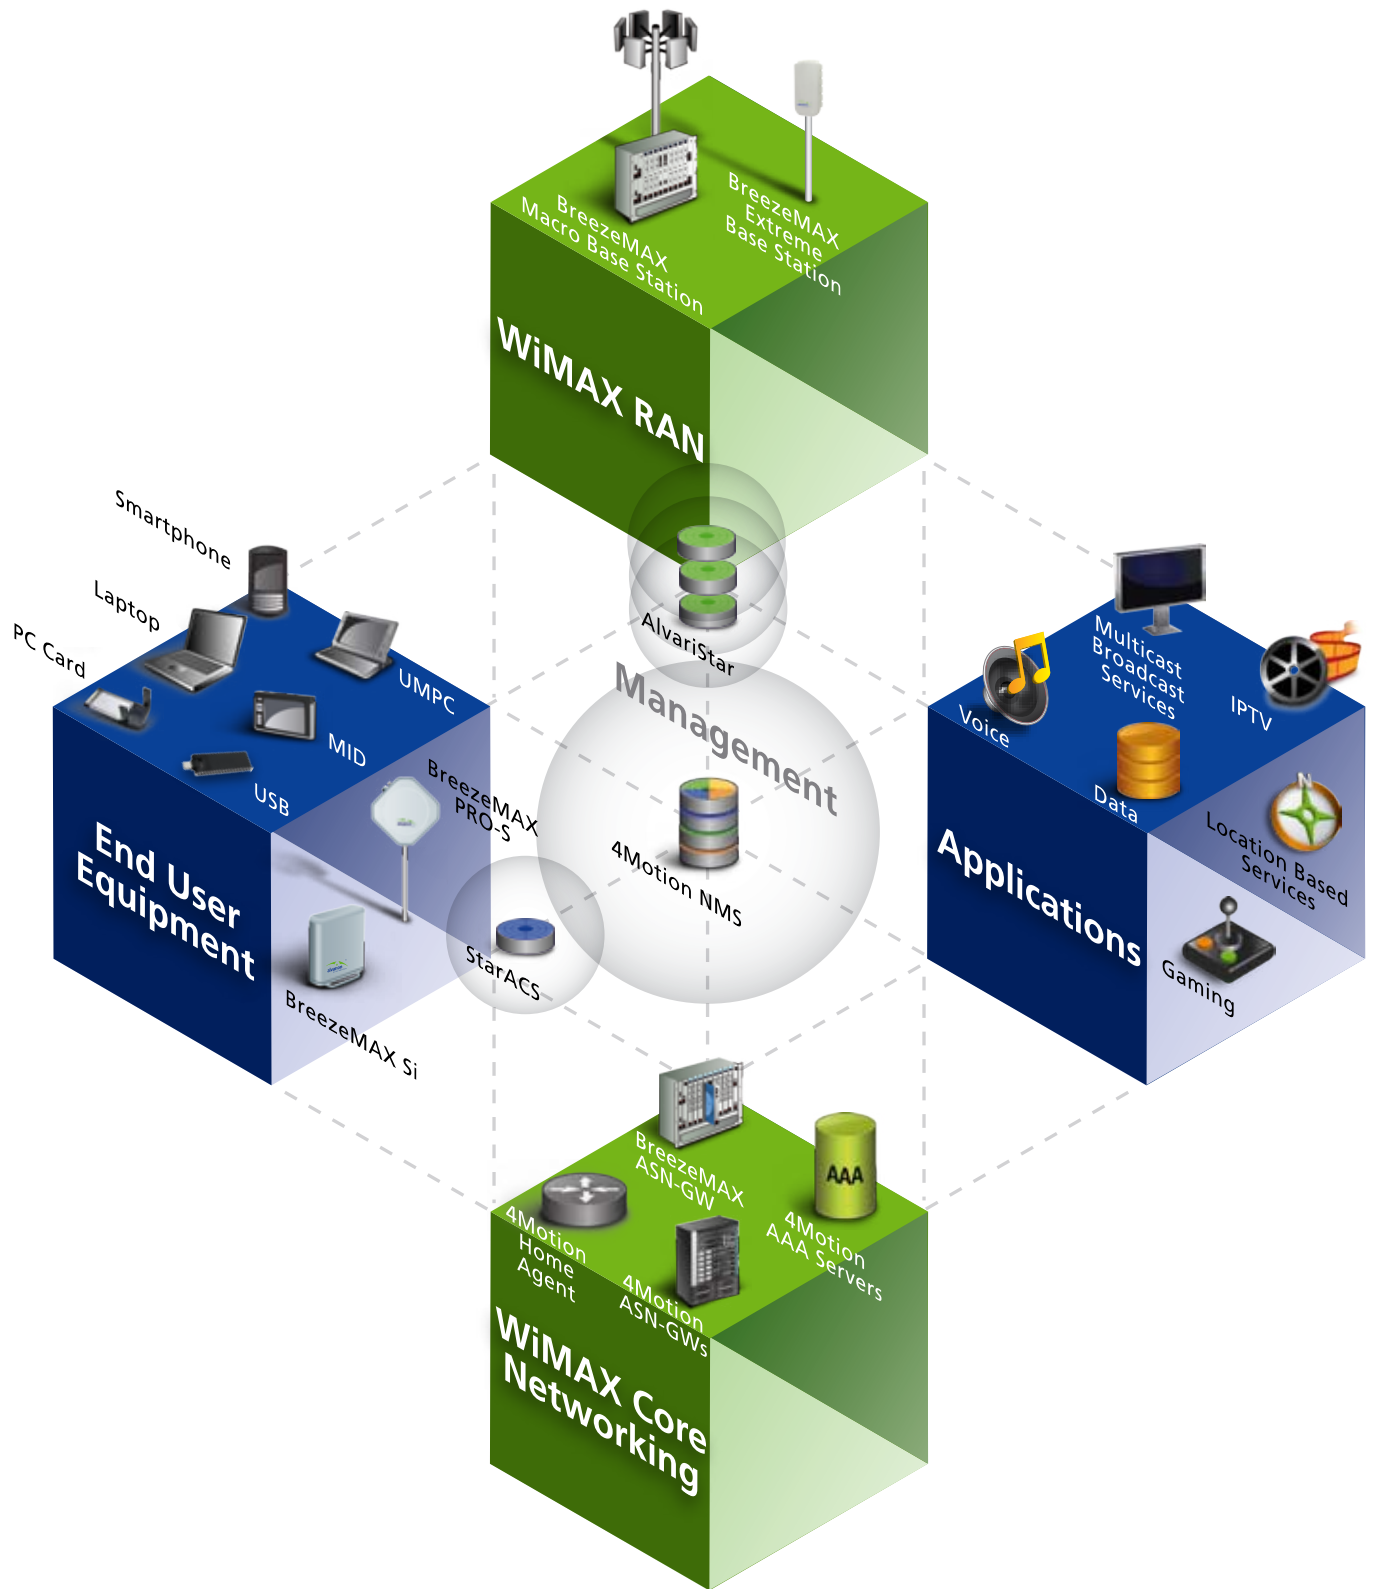 BreezeMAX
Macro Base Station
BreezeMAX
Extreme
Base Station
WiMAX RAN
Smartphone
Laptop
PC Card
UMPC
MID
USB
BreezeMAX
PRO-S
BreezeMAX Si
End User
Equipment
AlvariStar
Management
4Motion NMS
StarACS
Multicast
Broadcast
Services
IPTV
Voice
Data
N
Location Based
Services
Gaming
Applications
BreezeMAX
ASN-GW
AAA
4Motion
AAA Servers
4Motion
Home
Agent
4Motion
ASN-GWs
WiMAX Core
Networking